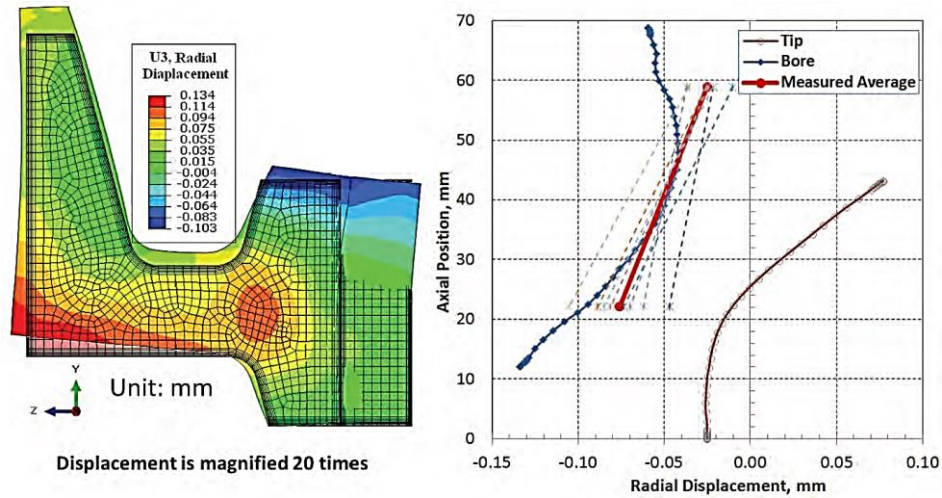 U3, Radial
Diaplacement
0.134
0.114
0.094
0.075
0.055
0.035
0.015
-0.004
-0.024
-0.044
-0.064
-0.083
-0.103
Y
Z
Unit: mm
Displacement is magnified 20 times
Tip
Bore
Measured Average
70
60
50
40
30
20
10
0
Axial Position, mm
-0.15
-0.10
-0.05
0.00
0.05
0.10
Radial Displacement, mm